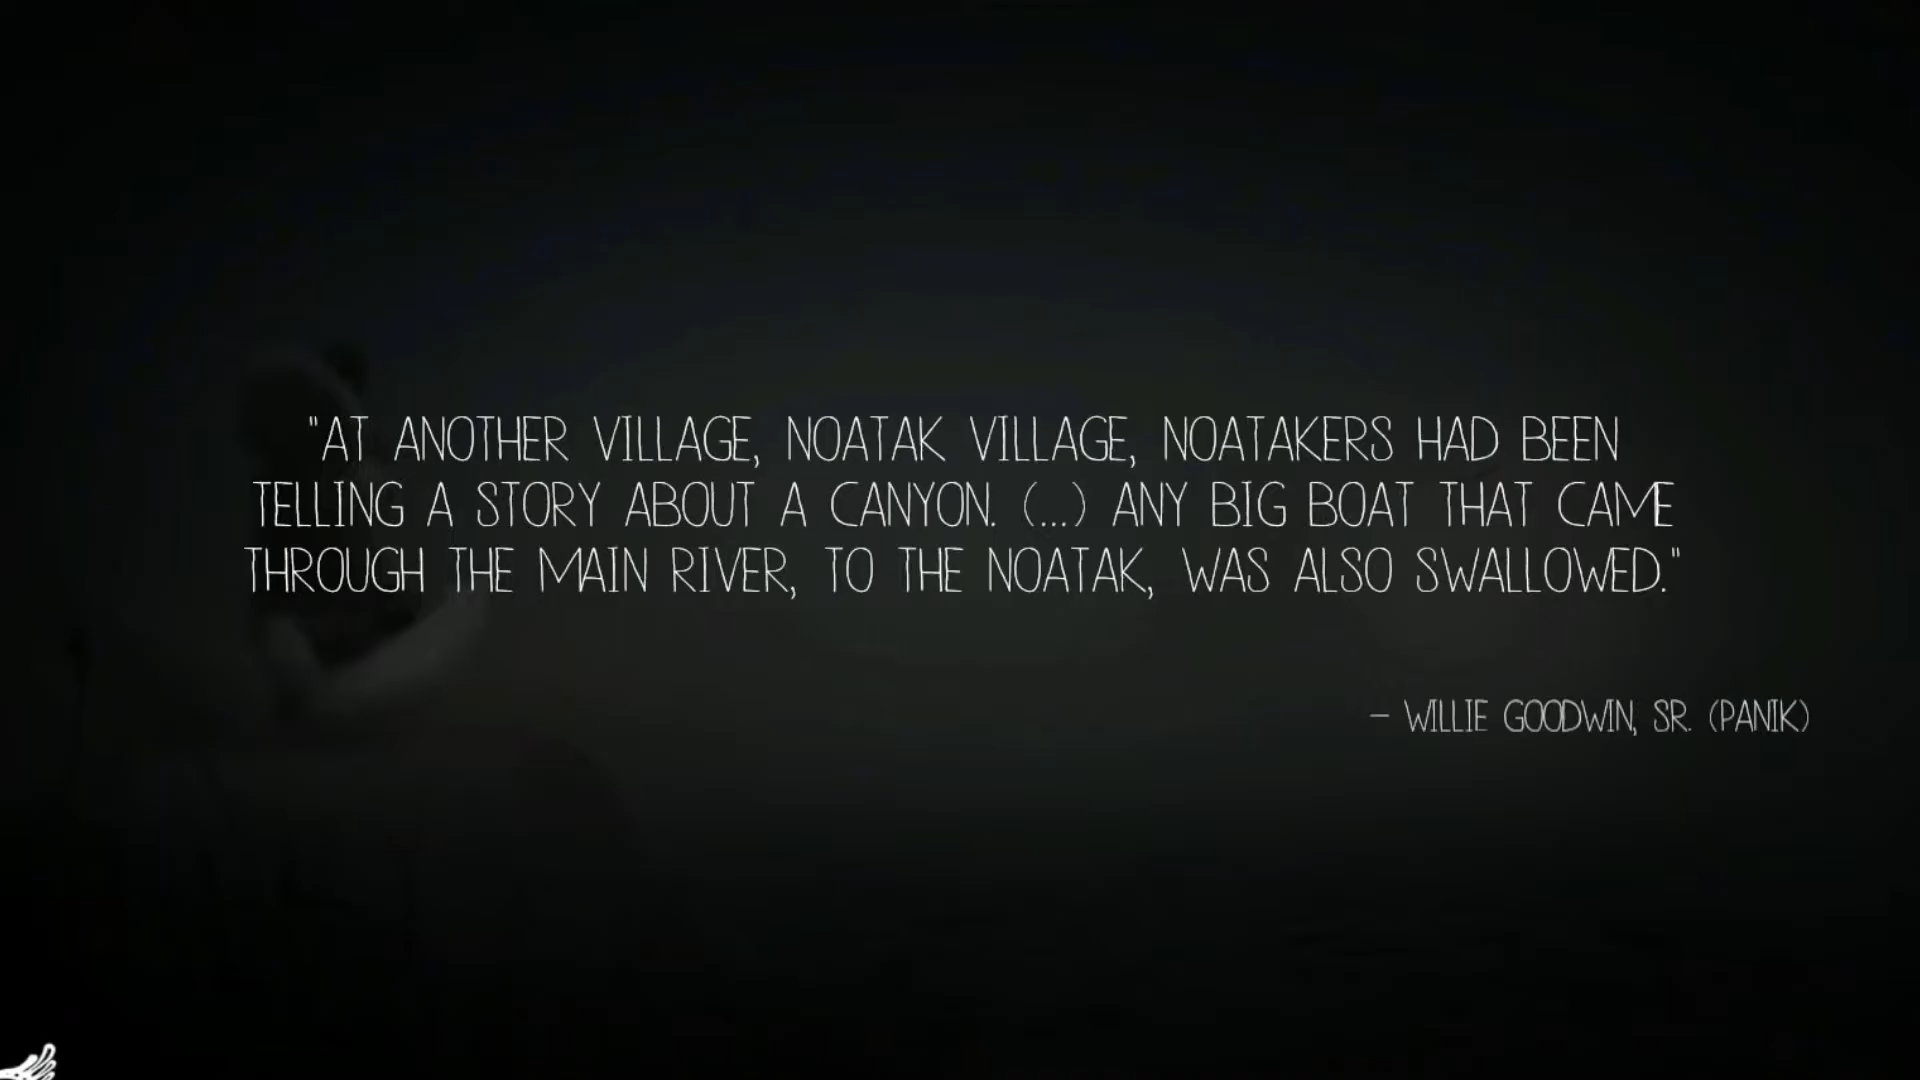 "AT ANOTHER VILLAGE, NOATAK VILLAGE, NOATAKERS HAD BEEN
TELLING A STORY ABOUT A CANYON. (...) ANY BIG BOAT THAT CAME
THROUGH THE MAIN RIVER, TO THE NOATAK, WAS ALSO SWALLOWED."
– WILLIE GOODWIN, SR. (PANIK)